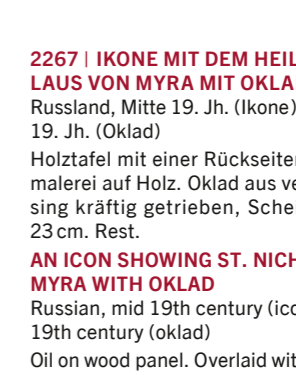 2267 | IKONE MIT DEM HEIL
LAUS VON MYRA MIT OKLA
Russland, Mitte 19. Jh. (Ikone)
19. Jh. (Oklad)
Holztafel mit einer Rückseiten
malerei auf Holz. Oklad aus ve
sing kräftig getrieben, Schei
23 cm. Rest.
AN ICON SHOWING ST. NICH
MYRA WITH OKLAD
Russian, mid 19th century (ico
19th century (oklad)
Oil on wood panel. Overlaid wit